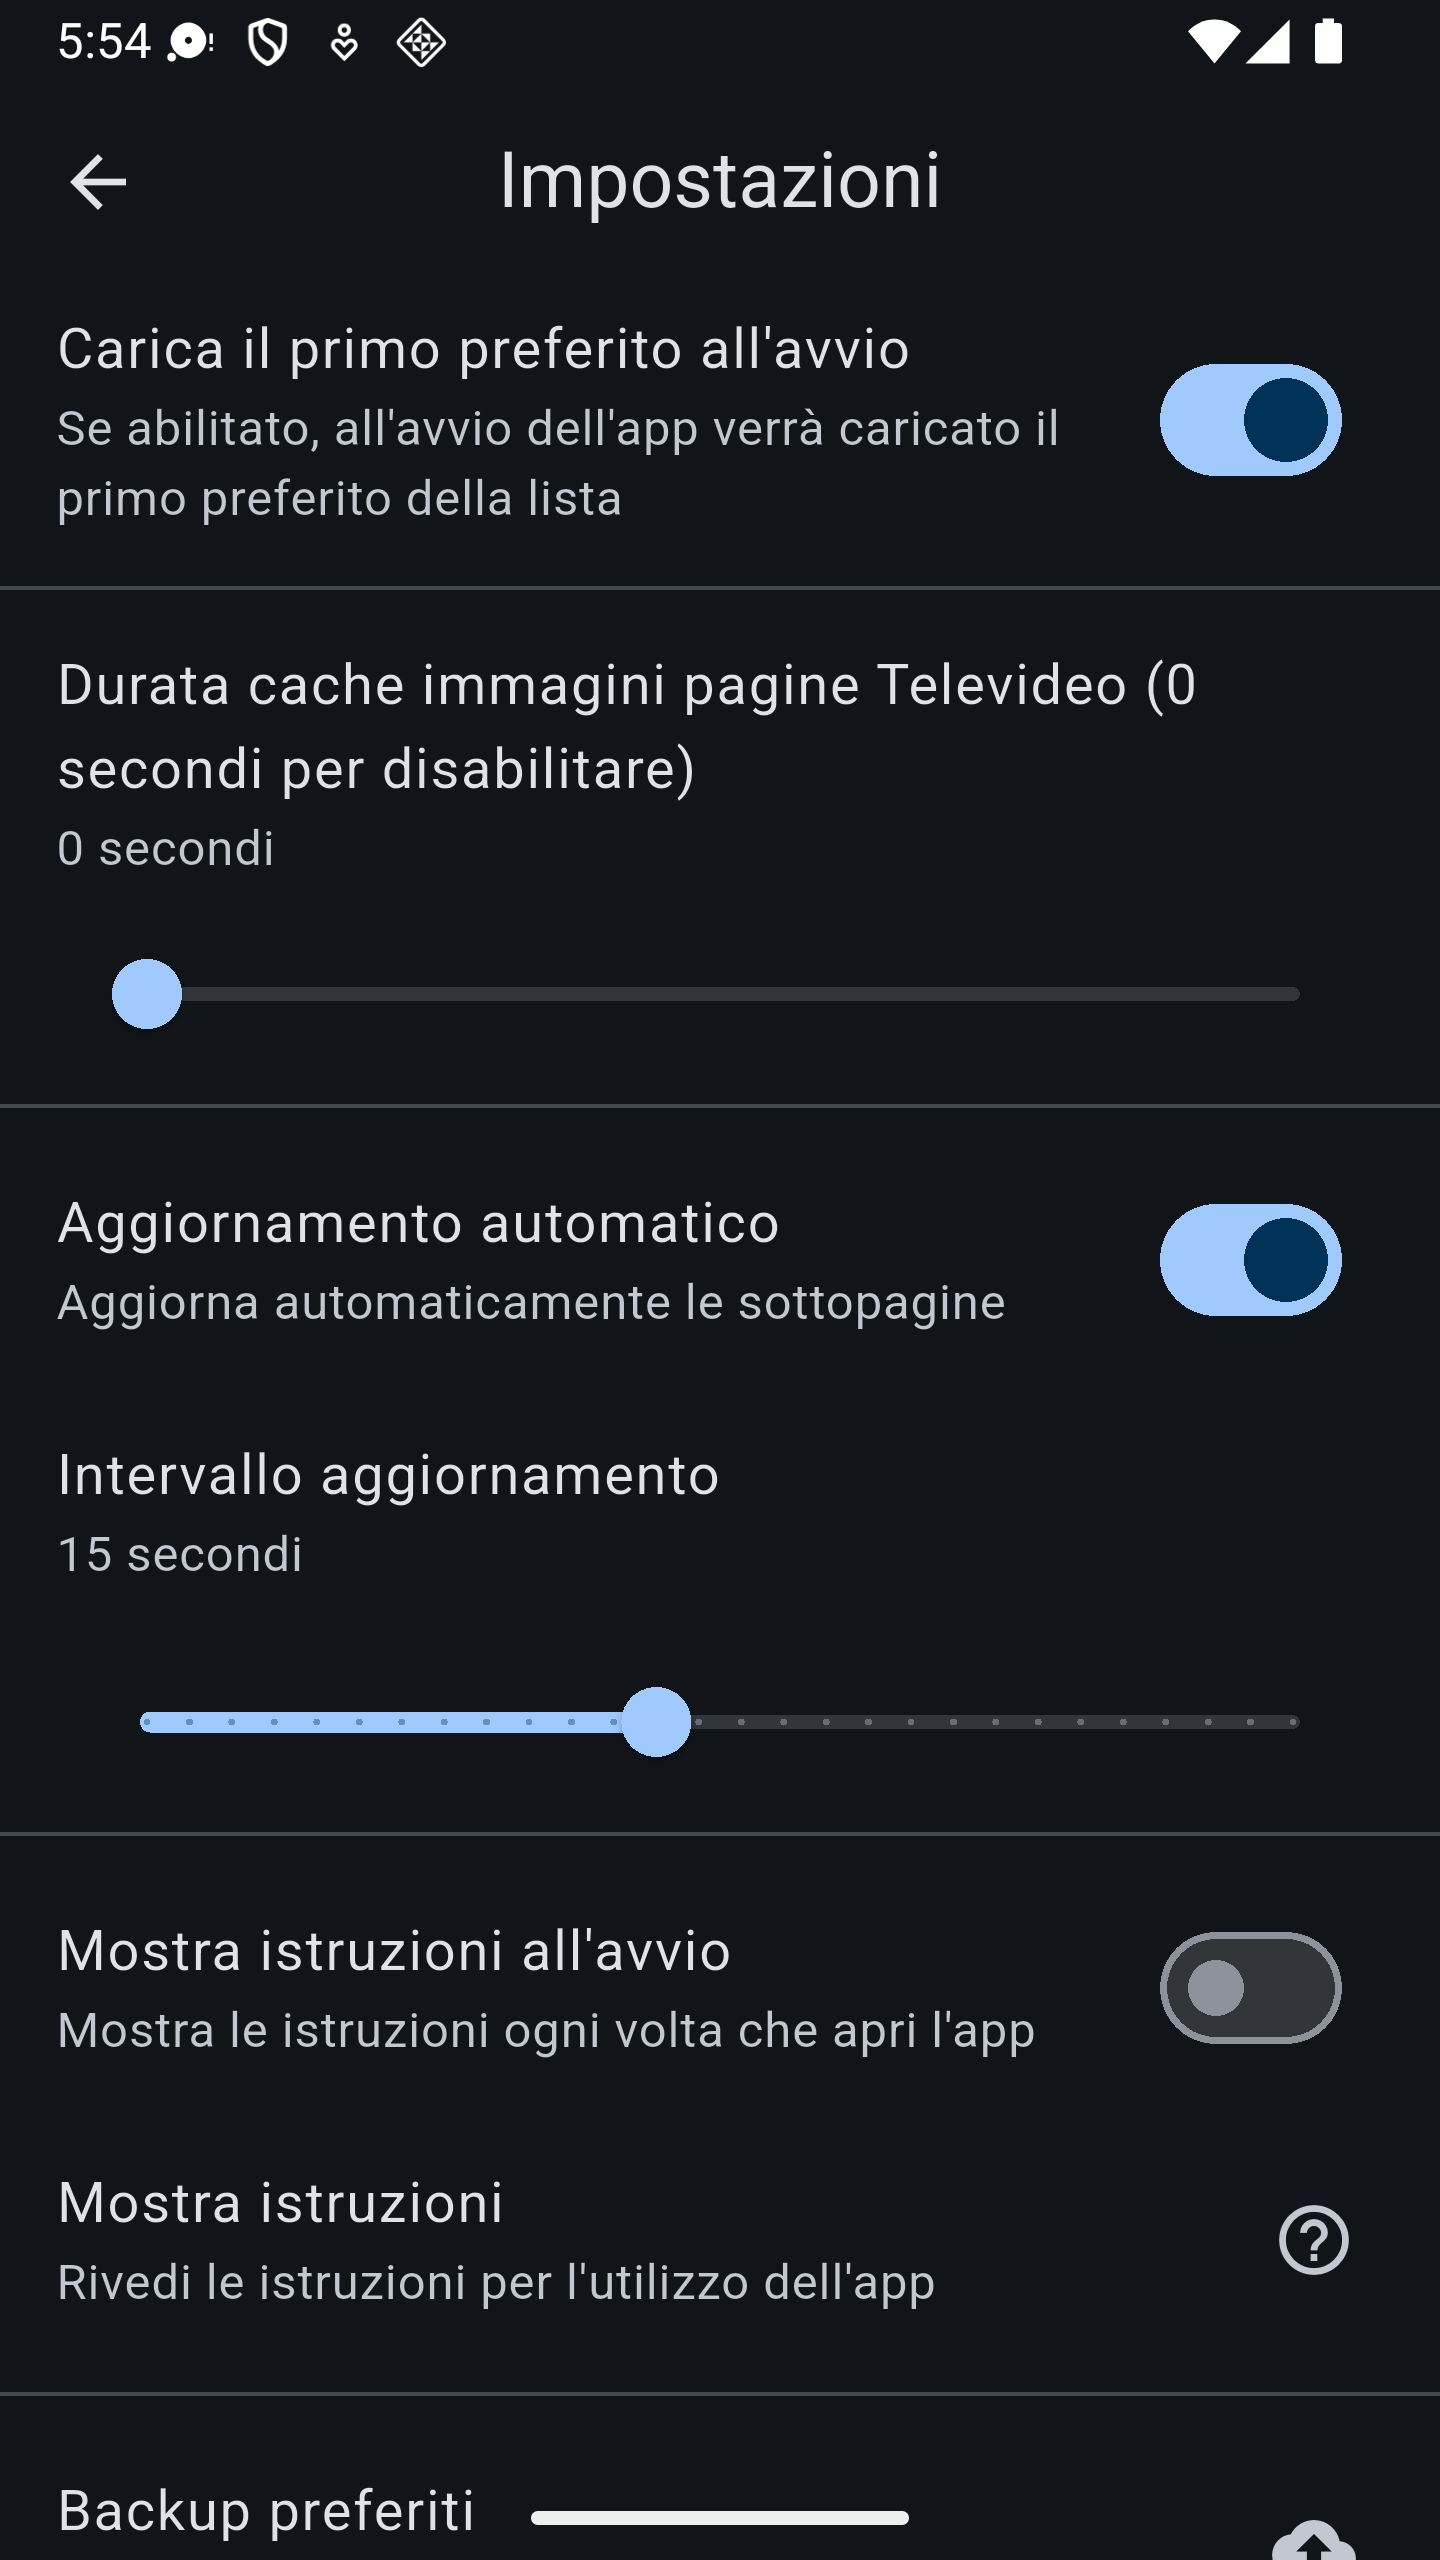 5:54
Impostazioni
Carica il primo preferito all'avvio
Se abilitato, all'avvio dell'app verrà caricato il
primo preferito della lista
Durata cache immagini pagine Televideo (0
secondi per disabilitare)
0 secondi
Aggiornamento automatico
Aggiorna automaticamente le sottopagine
Intervallo aggiornamento
15 secondi
Mostra istruzioni all'avvio
Mostra le istruzioni ogni volta che apri l'app
Mostra istruzioni
Rivedi le istruzioni per l'utilizzo dell'app
Backup preferiti